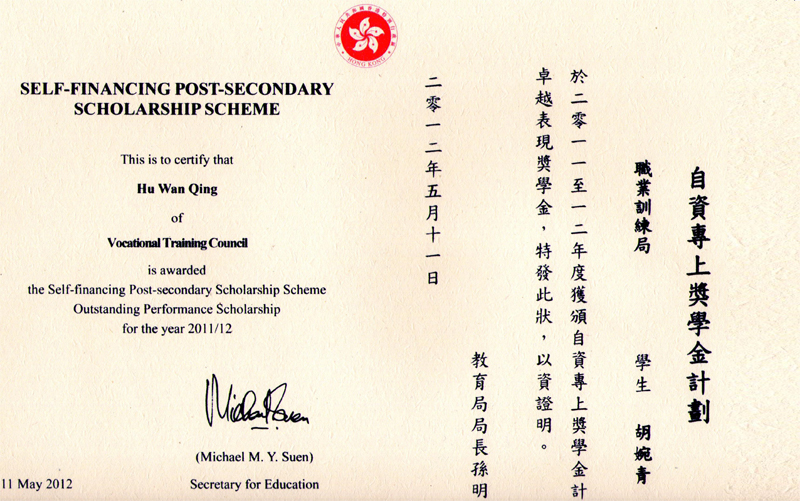 HONG KONG
SELF-FINANCING POST-SECONDARY
SCHOLARSHIP SCHEME
This is to certify that
Hu Wan Qing
of
Vocational Training Council
is awarded
the Self-financing Post-secondary Scholarship Scheme
Outstanding Performance Scholarship
for the year 2011/12
(Michael M. Y. Suen)
11 May 2012
Secretary for Education
自資專上獎學金計劃
職業訓練局 學生 胡婉青
於二零一一至一二年度獲頒自資專上獎學金計
卓越表現獎學金，特發此狀，以資證明。
教育局局長孫明
二零一二年五月十一日